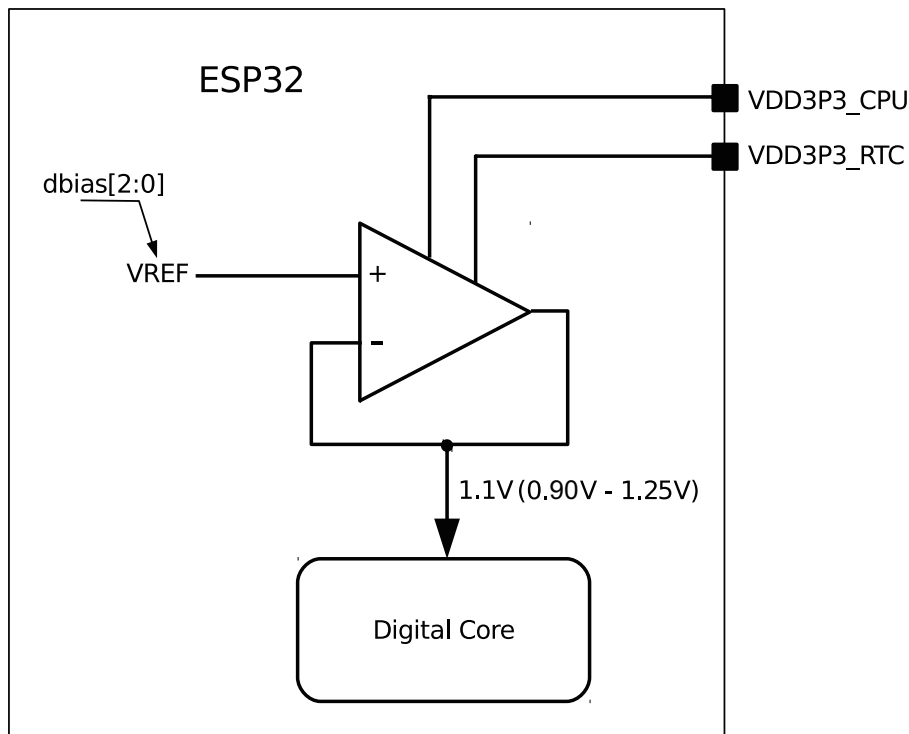 ESP32
VDD3P3_CPU
VDD3P3_RTC
dbias[2:0]
VREF
+
-
1.1V (0.90V - 1.25V)
Digital Core